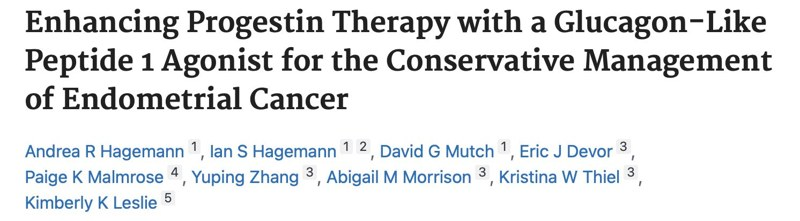 Enhancing Progestin Therapy with a Glucagon-Like
Peptide 1 Agonist for the Conservative Management
of Endometrial Cancer
Andrea R Hagemann 1, Ian S Hagemann 1 2, David G Mutch 1, Eric J Devor 3,
Paige K Malmrose 4, Yuping Zhang 3, Abigail M Morrison 3, Kristina W Thiel 3,
Kimberly K Leslie 5